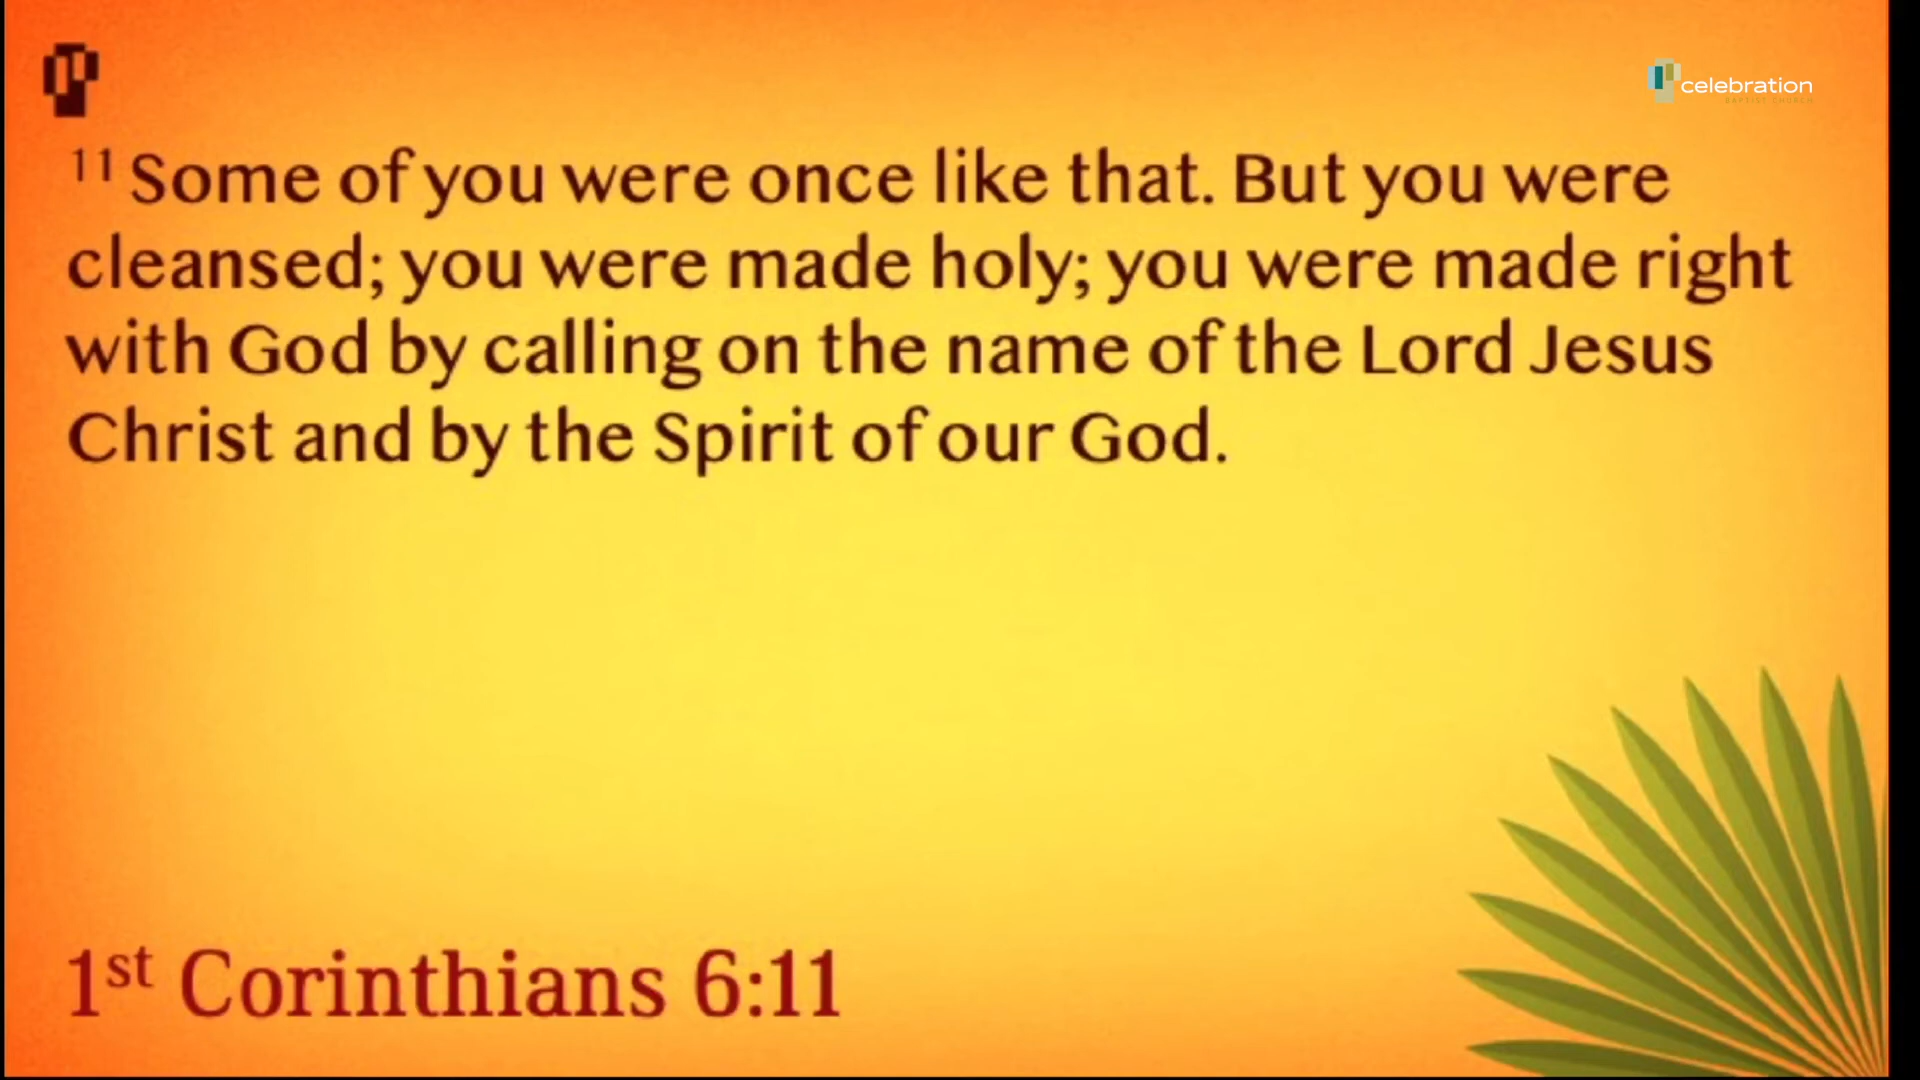 celebration
BAPTIST CHURCH
11 Some of you were once like that. But you were
cleansed; you were made holy; you were made right
with God by calling on the name of the Lord Jesus
Christ and by the Spirit of our God.
1st Corinthians 6:11